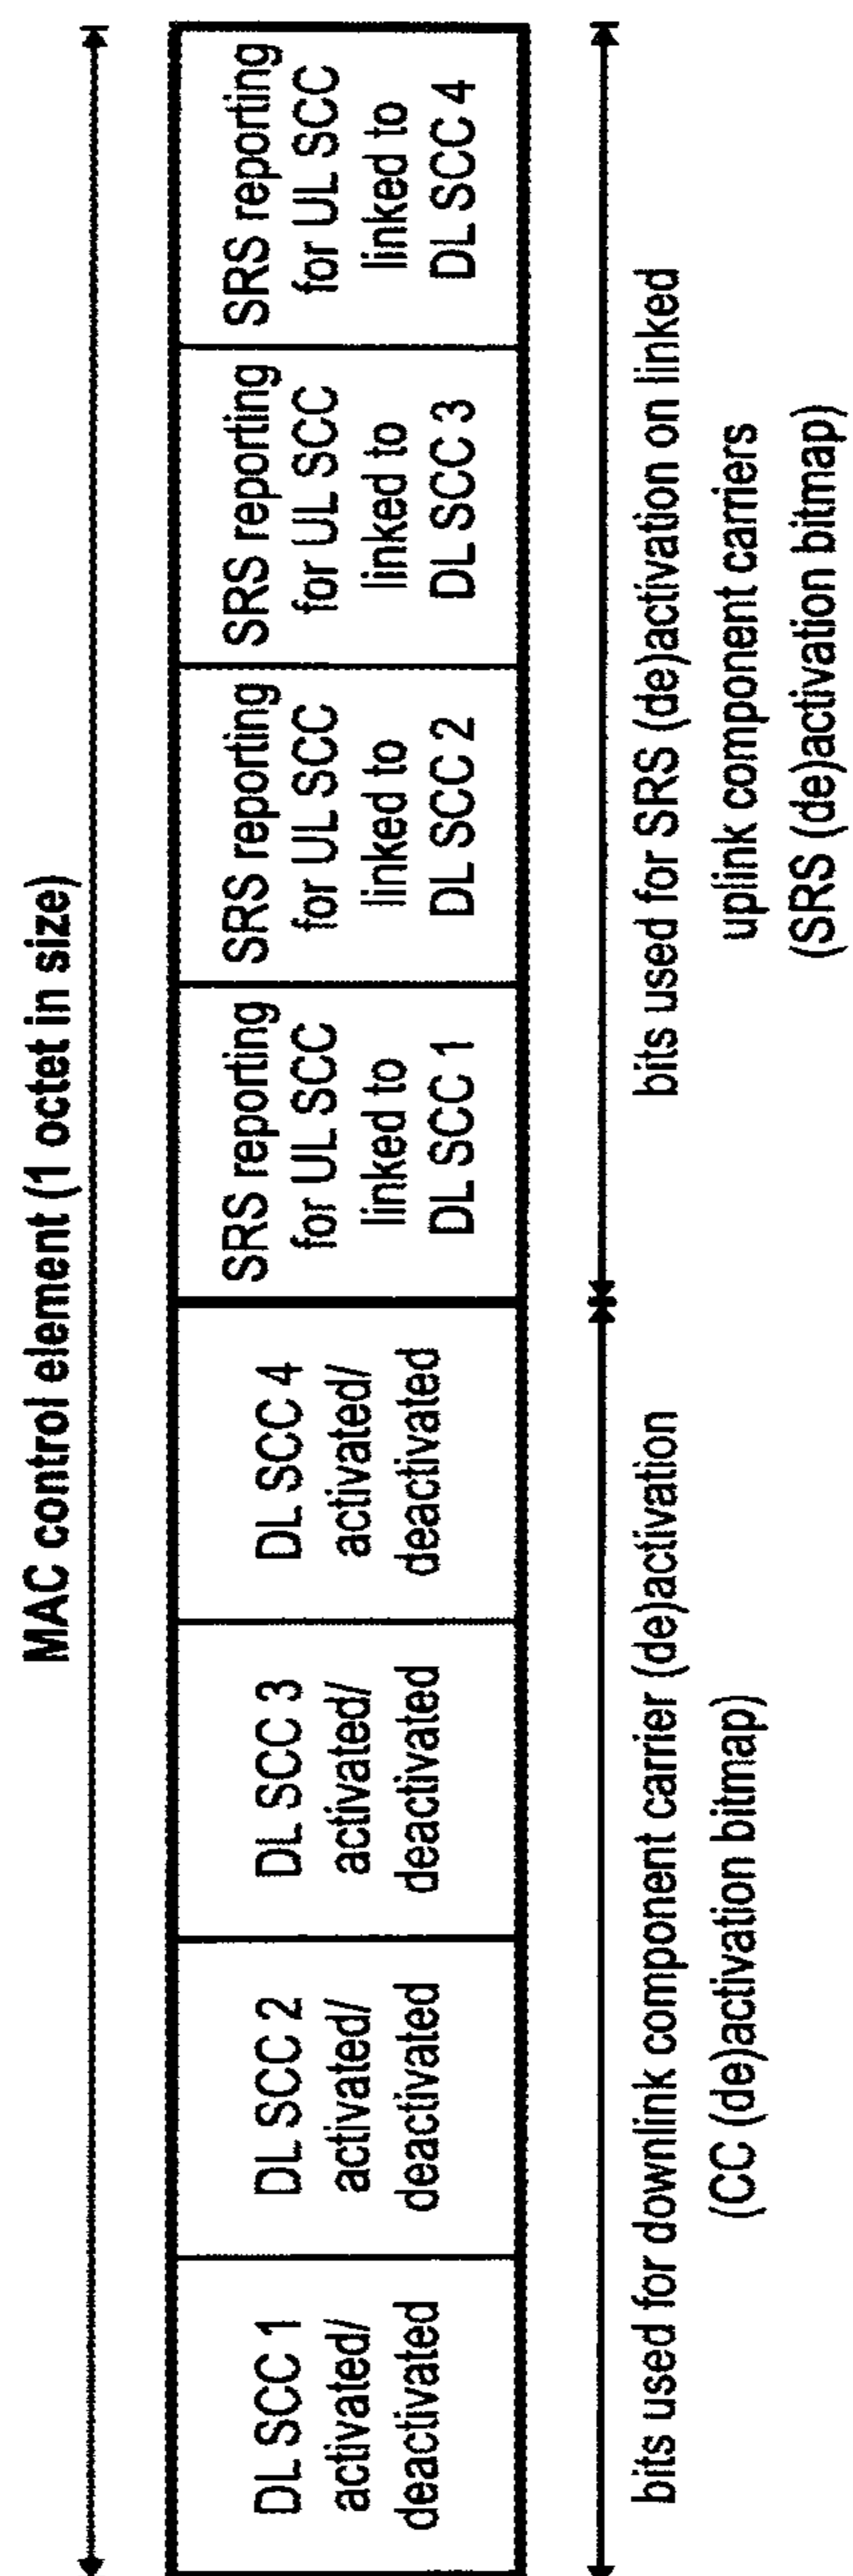 MAC control element (1 octet in size)
DL SCC 1
activated/
deactivated
DL SCC 2
activated/
deactivated
DL SCC 3
activated/
deactivated
DL SCC 4
activated/
deactivated
SRS reporting
for UL SCC
linked to
DL SCC 1
SRS reporting
for UL SCC
linked to
DL SCC 2
SRS reporting
for UL SCC
linked to
DL SCC 3
SRS reporting
for UL SCC
linked to
DL SCC 4
bits used for downlink component carrier (de)activation
(CC (de)activation bitmap)
bits used for SRS (de)activation on linked
uplink component carriers
(SRS (de)activation bitmap)